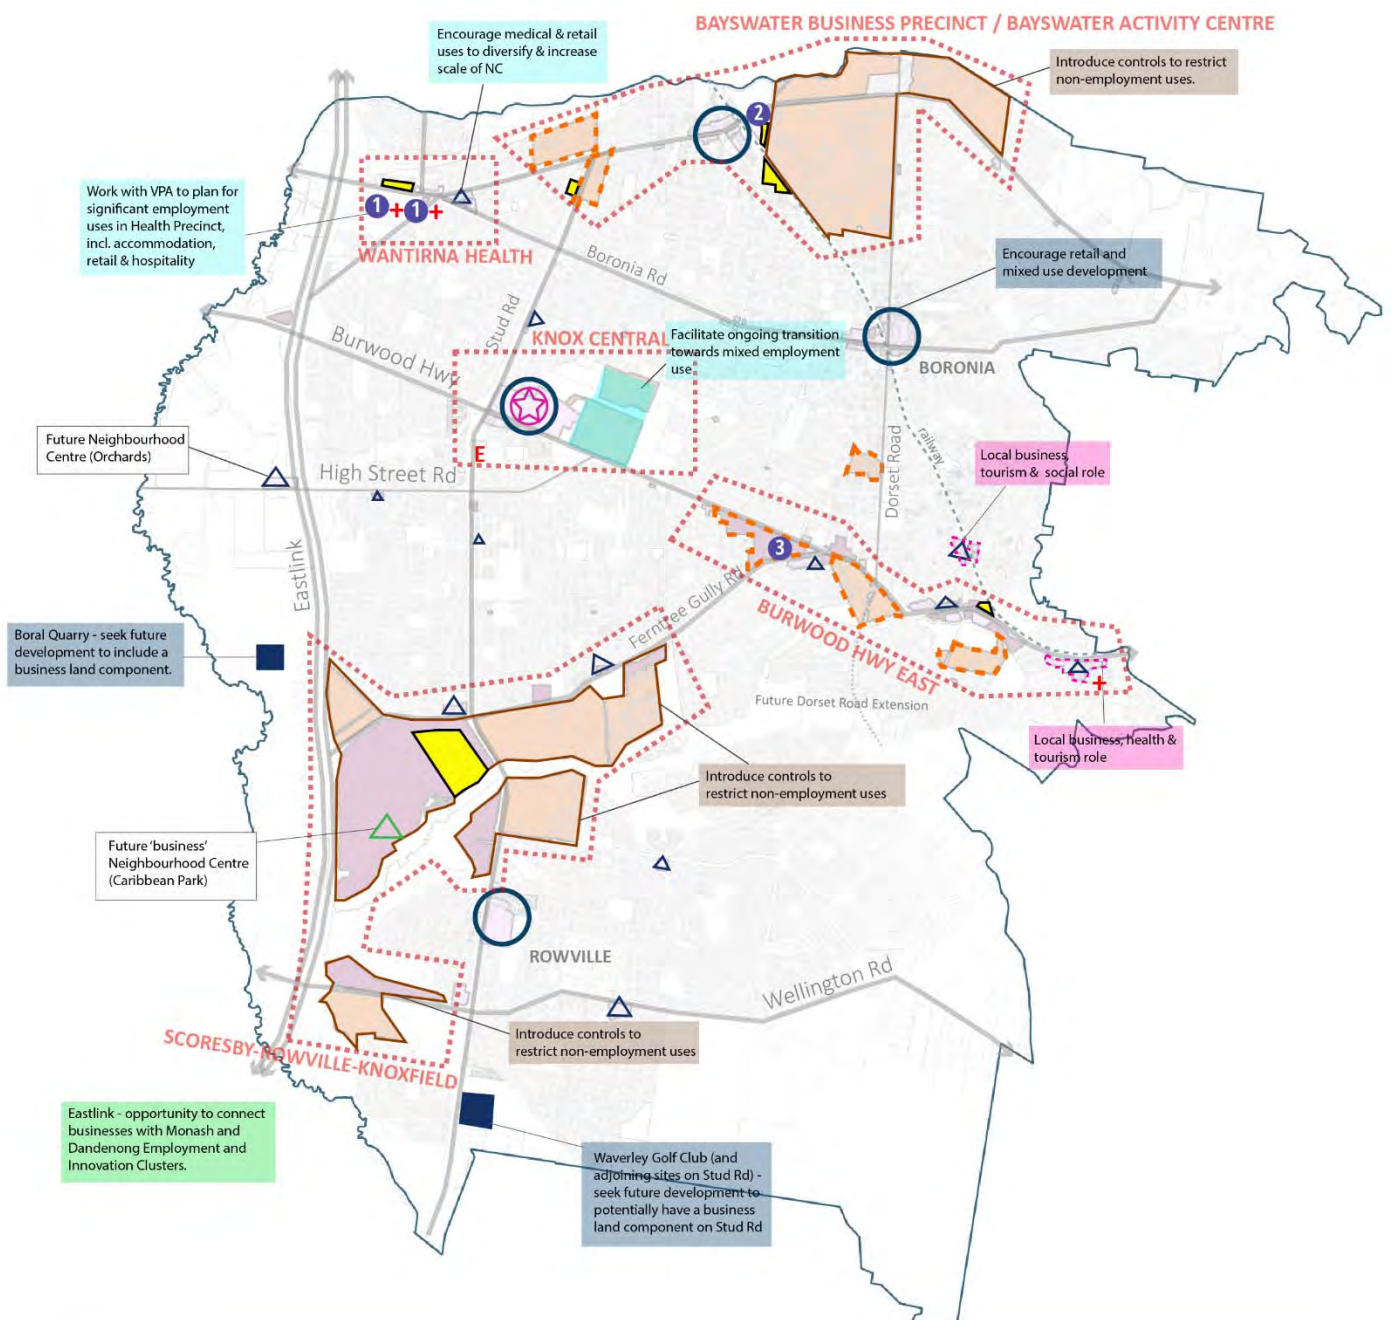 BAYSWATER BUSINESS PRECINCT / BAYSWATER ACTIVITY CENTRE
Encourage medical & retail
uses to diversify & increase
scale of NC
Introduce controls to restrict
non-employment uses.
2
Work with VPA to plan for
significant employment
uses in Health Precinct,
incl. accommodation,
retail & hospitality
1
1
WANTIRNA HEALTH
Boronia Rd
Encourage retail and
mixed use development
Stud Rd
Burwood Hwy
KNOX CENTRAL
Facilitate ongoing transition
towards mixed employment
use
BORONIA
Future Neighbourhood
Centre (Orchards)
E
High Street Rd
Dorset Road
railway
Local business,
tourism & social role
Eastlink
3
Ferntree Gully Rd
BURWOOD HWY EAST
Boral Quarry - seek future
development to include a
business land component.
Future Dorset Road Extension
Local business, health &
tourism role
Introduce controls to
restrict non-employment uses
Future 'business'
Neighbourhood Centre
(Caribbean Park)
ROWVILLE
Wellington Rd
Introduce controls to
restrict non-employment uses
SCORESBY-ROWVILLE-KNOXFIELD
Eastlink - opportunity to connect
businesses with Monash and
Dandenong Employment and
Innovation Clusters.
Waverley Golf Club (and
adjoining sites on Stud Rd) -
seek future development to
potentially have a business
land component on Stud Rd